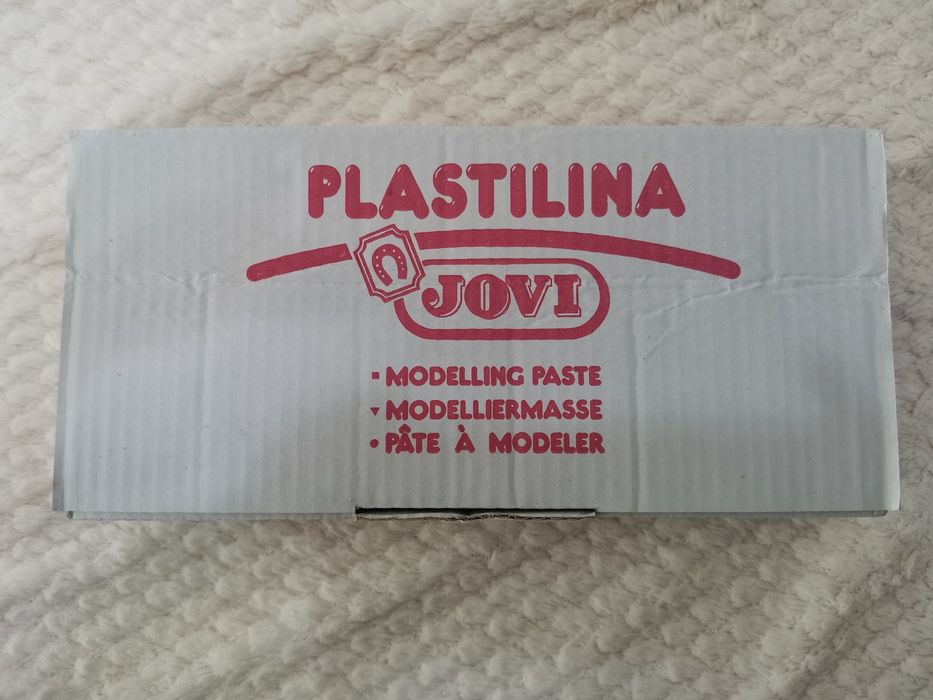 PLASTILINA
JOVI
MODELLING PASTE
MODELLIERMASSE
PÂTE À MODELER